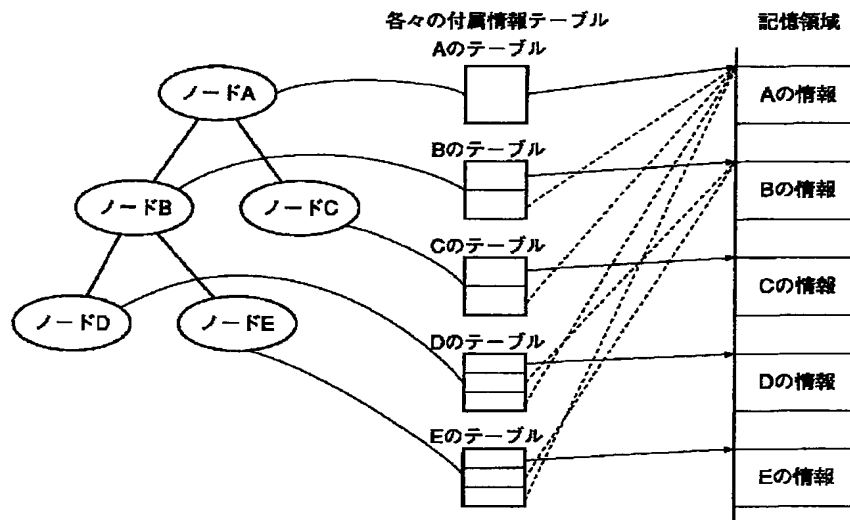 各々の付属情報テーブル
記憶領域
Aのテーブル
ノードA
Aの情報
Bのテーブル
ノードB
ノードC
Bの情報
Cのテーブル
Cの情報
ノードD
ノードE
Dのテーブル
Dの情報
Eのテーブル
Eの情報